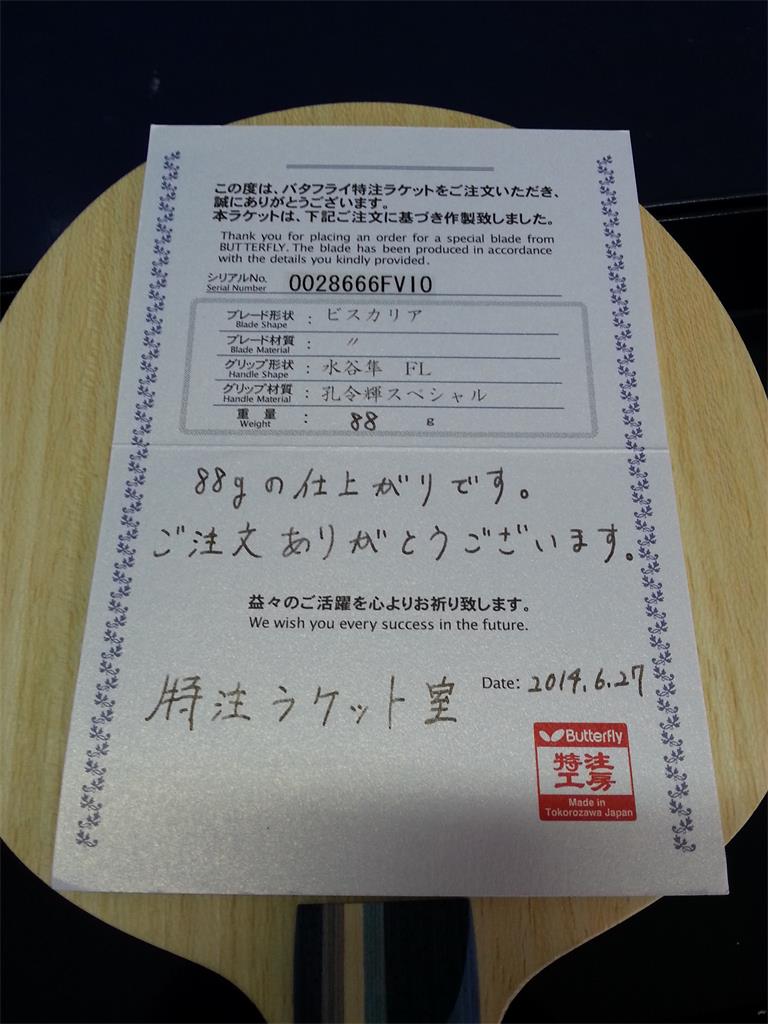 この度は、バタフライ特注ラケットをご注文いただき、
誠にありがとうございます。
本ラケットは、下記ご注文に基づき作製致しました。
Thank you for placing an order for a special blade from
BUTTERFLY. The blade has been produced in accordance
with the details you kindly provided.
シリアルNo. 0028666FV10
Serial Number
ブレード形状 : ビスカリア
Blade Shape
ブレード材質 : 〃
Blade Material
グリップ形状 : 水谷隼 FL
Handle Shape
グリップ材質 : 孔令輝スペシャル
Handle Material
重量 : 88 g
Weight
88gの仕上がりです。
ご注文ありがとうございます。
益々のご活躍を心よりお祈り致します。
We wish you every success in the future.
Date: 2014.6.27
特注ラケット室
Butterfly
特注
工房
Made in
Tokorozawa Japan